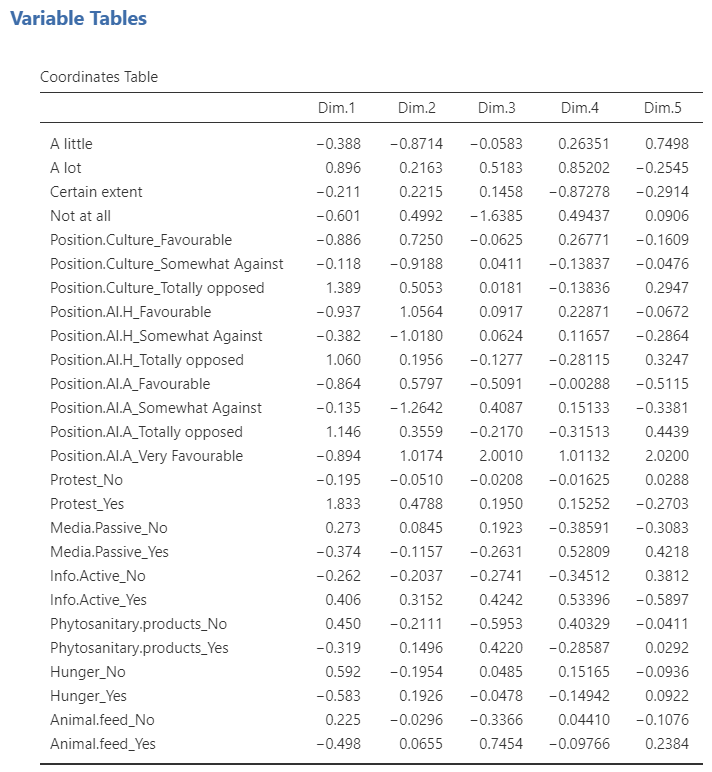 Variable Tables
Coordinates Table
Dim.1 Dim.2 Dim.3 Dim.4 Dim.5
A little −0.388 −0.8714 −0.0583 0.26351 0.7498
A lot 0.896 0.2163 0.5183 0.85202 −0.2545
Certain extent −0.211 0.2215 0.1458 −0.87278 −0.2914
Not at all −0.601 0.4992 −1.6385 0.49437 0.0906
Position.Culture_Favourable −0.886 0.7250 −0.0625 0.26771 −0.1609
Position.Culture_Somewhat Against −0.118 −0.9188 0.0411 −0.13837 −0.0476
Position.Culture_Totally opposed 1.389 0.5053 0.0181 −0.13836 0.2947
Position.Al.H_Favourable −0.937 1.0564 0.0917 0.22871 −0.0672
Position.Al.H_Somewhat Against −0.382 −1.0180 0.0624 0.11657 −0.2864
Position.Al.H_Totally opposed 1.060 0.1956 −0.1277 −0.28115 0.3247
Position.Al.A_Favourable −0.864 0.5797 −0.5091 −0.00288 −0.5115
Position.Al.A_Somewhat Against −0.135 −1.2642 0.4087 0.15133 −0.3381
Position.Al.A_Totally opposed 1.146 0.3559 −0.2170 −0.31513 0.4439
Position.Al.A_Very Favourable −0.894 1.0174 2.0010 1.01132 2.0200
Protest_No −0.195 −0.0510 −0.0208 −0.01625 0.0288
Protest_Yes 1.833 0.4788 0.1950 0.15252 −0.2703
Media.Passive_No 0.273 0.0845 0.1923 −0.38591 −0.3083
Media.Passive_Yes −0.374 −0.1157 −0.2631 0.52809 0.4218
Info.Active_No −0.262 −0.2037 −0.2741 −0.34512 0.3812
Info.Active_Yes 0.406 0.3152 0.4242 0.53396 −0.5897
Phytosanitary.products_No 0.450 −0.2111 −0.5953 0.40329 −0.0411
Phytosanitary.products_Yes −0.319 0.1496 0.4220 −0.28587 0.0292
Hunger_No 0.592 −0.1954 0.0485 0.15165 −0.0936
Hunger_Yes −0.583 0.1926 −0.0478 −0.14942 0.0922
Animal.feed_No 0.225 −0.0296 −0.3366 0.04410 −0.1076
Animal.feed_Yes −0.498 0.0655 0.7454 −0.09766 0.2384